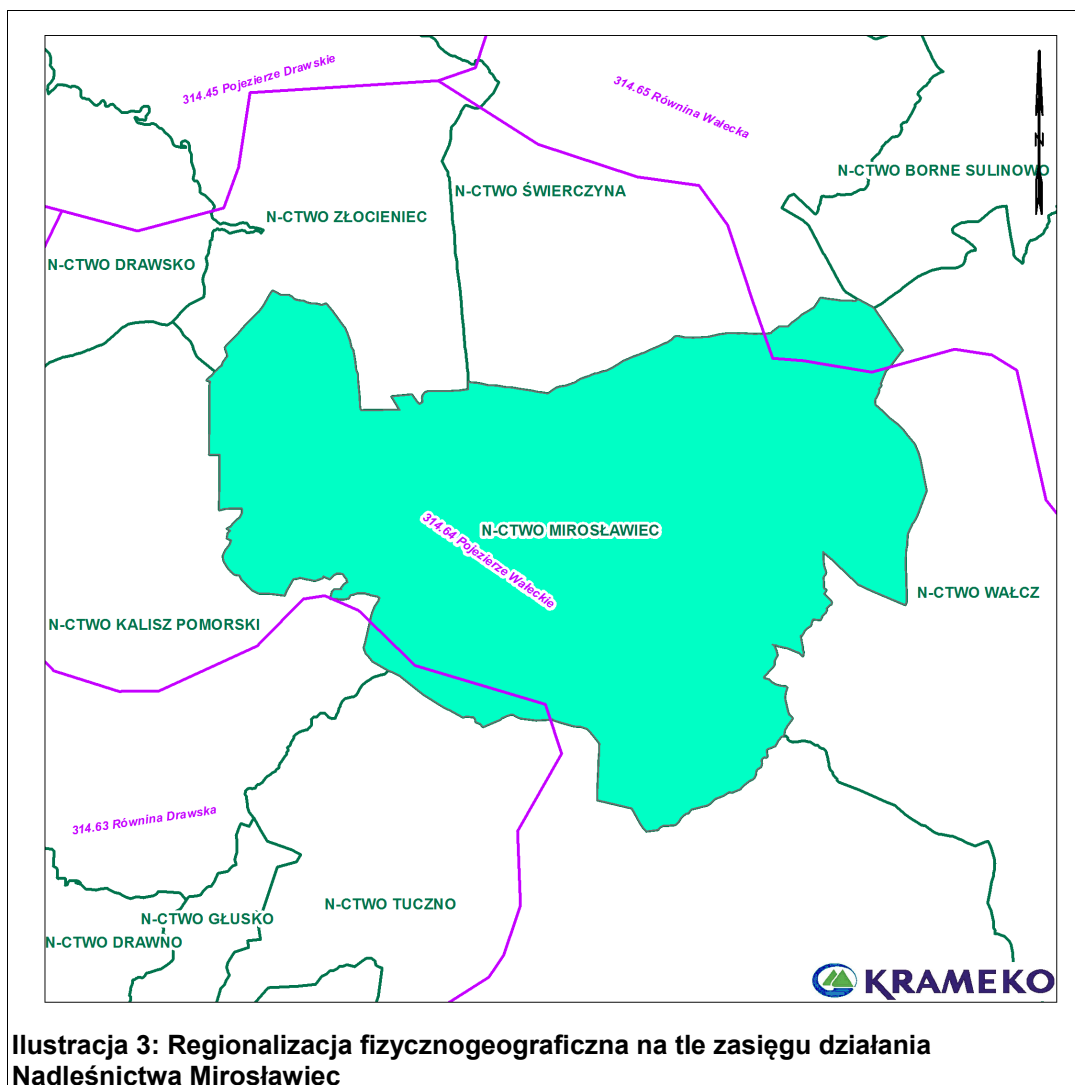 314.45 Pojezierze Drawskie
314.65 Równina Wałecka
N
N-CTWO BORNE SULINOWO
N-CTWO ŚWIERCZYNA
N-CTWO ZŁOCIENIEC
N-CTWO DRAWSKO
N-CTWO MIROSŁAWIEC
314.64 Pojezierze Wałeckie
N-CTWO WAŁCZ
N-CTWO KALISZ POMORSKI
314.63 Równina Drawska
N-CTWO TUCZNO
N-CTWO GŁUSKO
N-CTWO DRAWNO
KRAMEKO
Ilustracja 3: Regionalizacja fizycznogeograficzna na tle zasięgu działania
Nadleśnictwa Mirosławiec